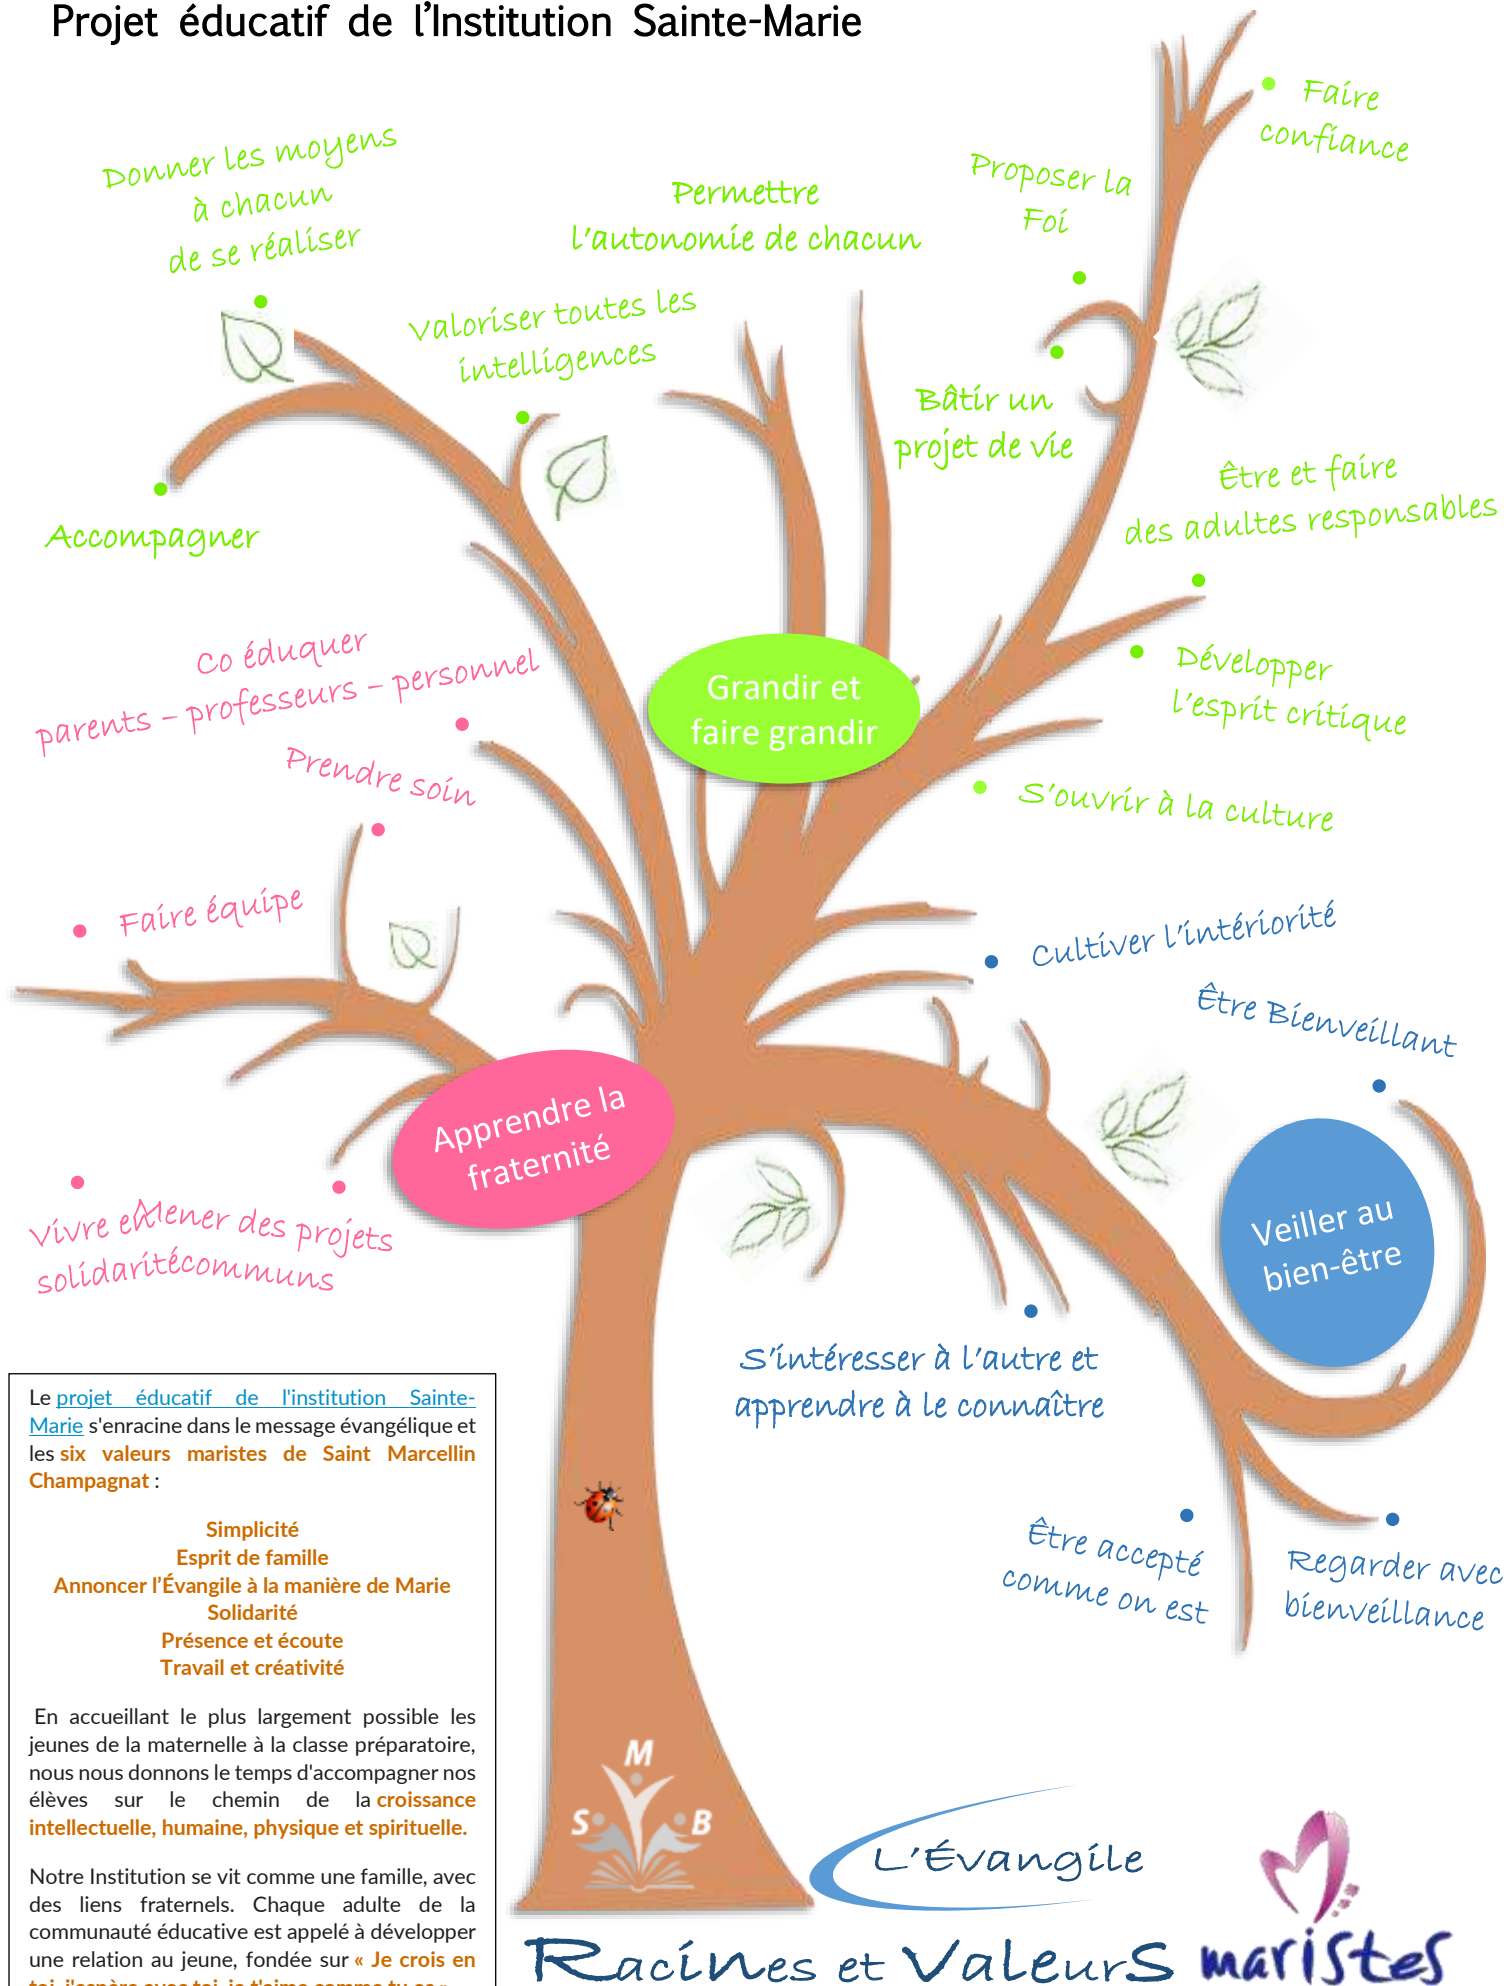 Projet éducatif de l'Institution Sainte-Marie
Faire
confiance
Donner les moyens
à chacun
de se réaliser
Permettre
l'autonomie de chacun
Proposer la
Foi
Valoriser toutes les
intelligences
Bâtir un
projet de vie
Être et faire
des adultes responsables
Accompagner
Co éduquer
parents – professeurs – personnel
Grandir et
faire grandir
Développer
l'esprit critique
Prendre soin
S'ouvrir à la culture
Faire équipe
Cultiver l'intériorité
Être Bienveillant
Apprendre la
fraternité
Veiller au
bien-être
Vivre en
solidarité
Mener des projets
communs
S'intéresser à l'autre et
apprendre à le connaître
Être accepté
comme on est
Regarder avec
bienveillance
Le projet éducatif de l'institution Sainte-
Marie s'enracine dans le message évangélique et
les six valeurs maristes de Saint Marcellin
Champagnat :
Simplicité
Esprit de famille
Annoncer l'Évangile à la manière de Marie
Solidarité
Présence et écoute
Travail et créativité
En accueillant le plus largement possible les
jeunes de la maternelle à la classe préparatoire,
nous nous donnons le temps d'accompagner nos
élèves sur le chemin de la croissance
intellectuelle, humaine, physique et spirituelle.
Notre Institution se vit comme une famille, avec
des liens fraternels. Chaque adulte de la
communauté éducative est appelé à développer
une relation au jeune, fondée sur « Je crois en
toi, j'espère avec toi, je t'aime comme tu es »
M
S B
L'Évangile
Racines et Valeurs
maristes